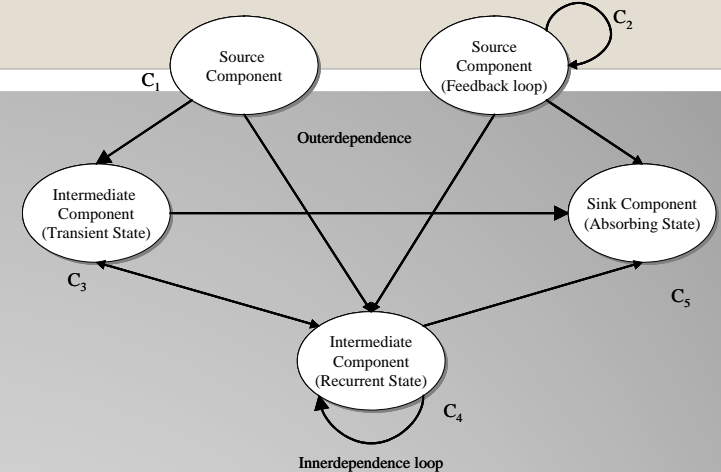 C2
Source
Component
Source
Component
(Feedback loop)
C1
Outerdependence
Intermediate
Component
(Transient State)
Sink Component
(Absorbing State)
C3
C5
Intermediate
Component
(Recurrent State)
C4
Innerdependence loop